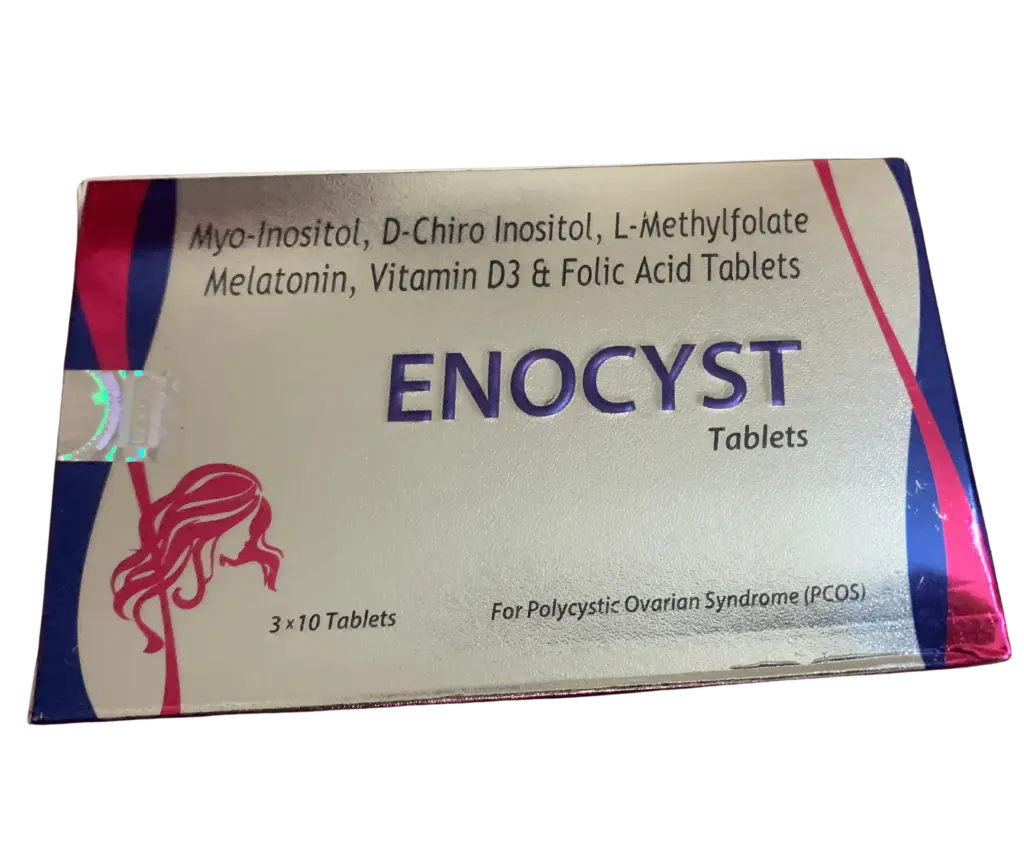 Myo-Inositol, D-Chiro Inositol, L-Methylfolate
Melatonin, Vitamin D3 & Folic Acid Tablets
ENOCYST
Tablets
3×10 Tablets
For Polycystic Ovarian Syndrome (PCOS)